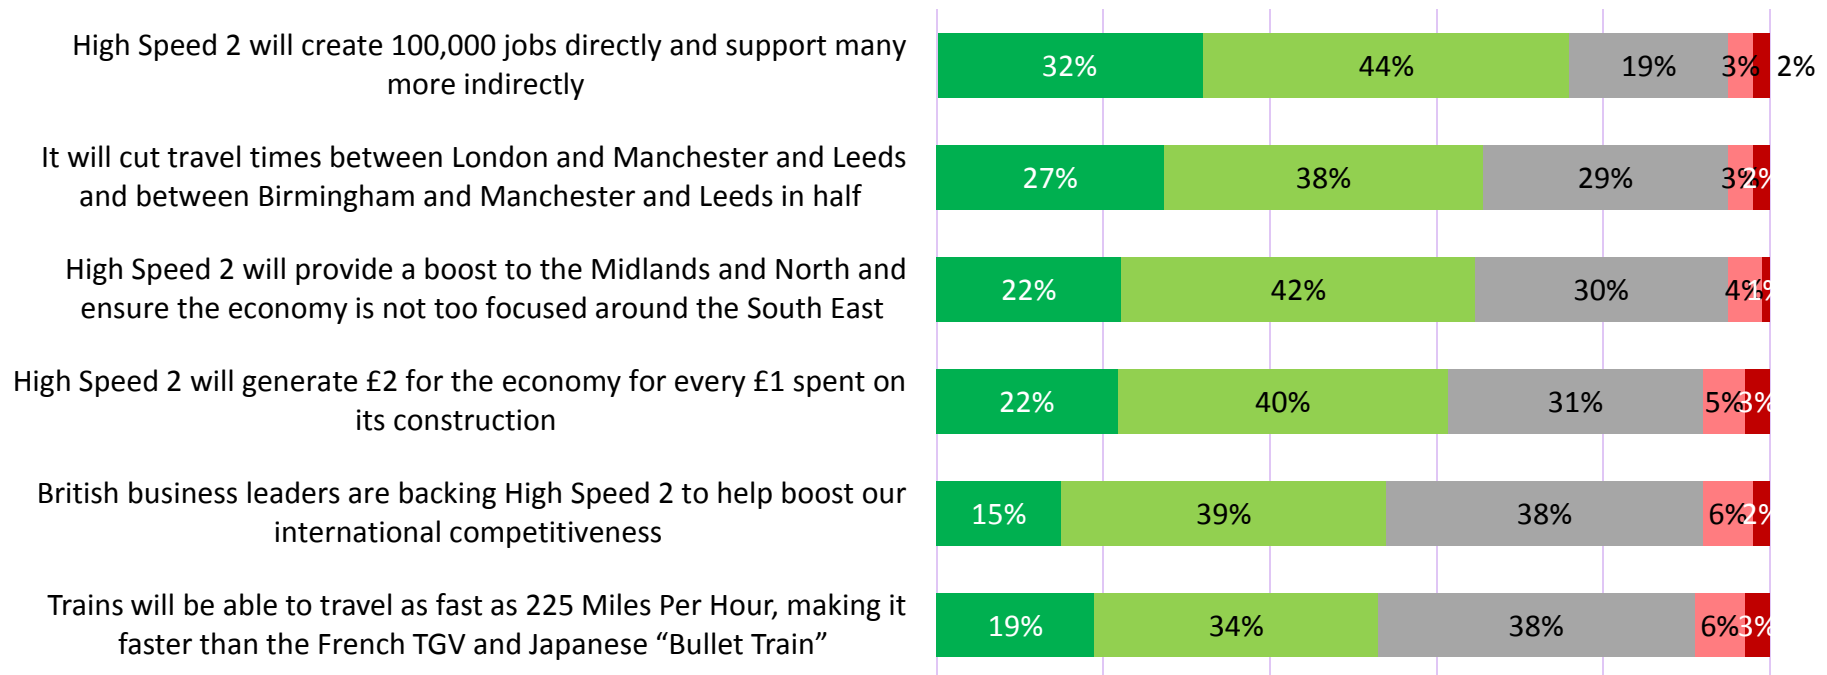 High Speed 2 will create 100,000 jobs directly and support many
more indirectly
32% 44% 19% 3% 2%
It will cut travel times between London and Manchester and Leeds
and between Birmingham and Manchester and Leeds in half
27% 38% 29% 3% 2%
High Speed 2 will provide a boost to the Midlands and North and
ensure the economy is not too focused around the South East
22% 42% 30% 4% 1%
High Speed 2 will generate £2 for the economy for every £1 spent on
its construction
22% 40% 31% 5% 3%
British business leaders are backing High Speed 2 to help boost our
international competitiveness
15% 39% 38% 6% 2%
Trains will be able to travel as fast as 225 Miles Per Hour, making it
faster than the French TGV and Japanese “Bullet Train”
19% 34% 38% 6% 3%